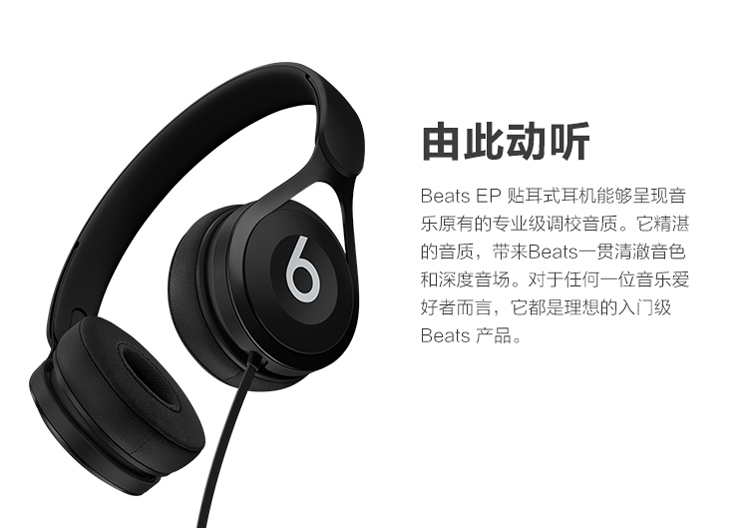 由此动听
Beats EP 贴耳式耳机能够呈现音
乐原有的专业级调校音质。它精湛
的音质，带来Beats一贯清澈音色
和深度音场。对于任何一位音乐爱
好者而言，它都是理想的入门级
Beats 产品。